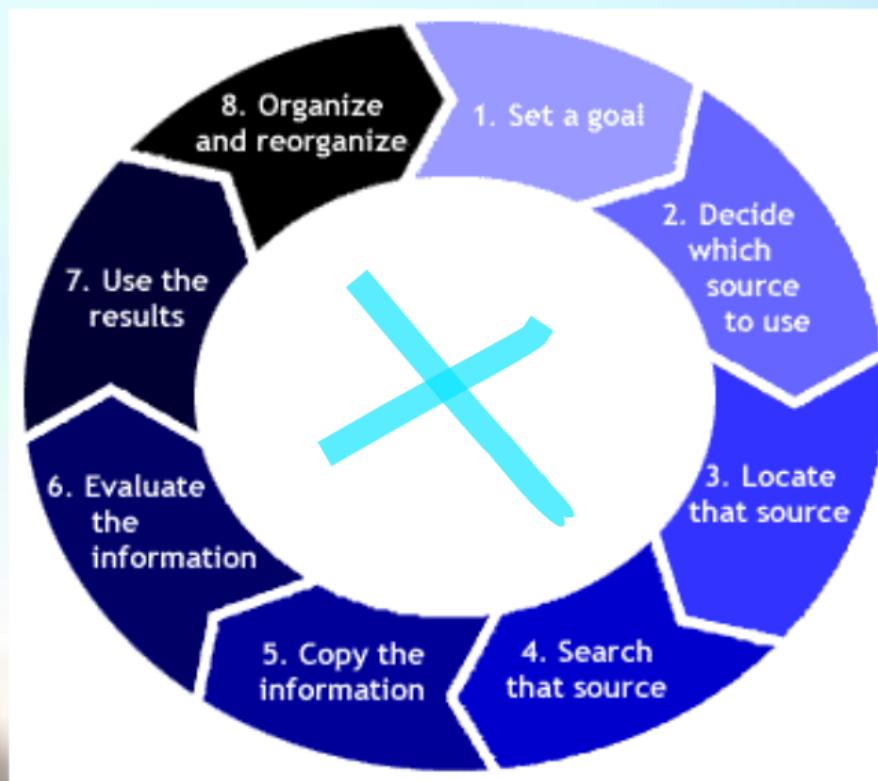 1. Set a goal
2. Decide
which
source
to use
3. Locate
that source
4. Search
that source
5. Copy the
information
6. Evaluate
the
information
7. Use the
results
8. Organize
and reorganize